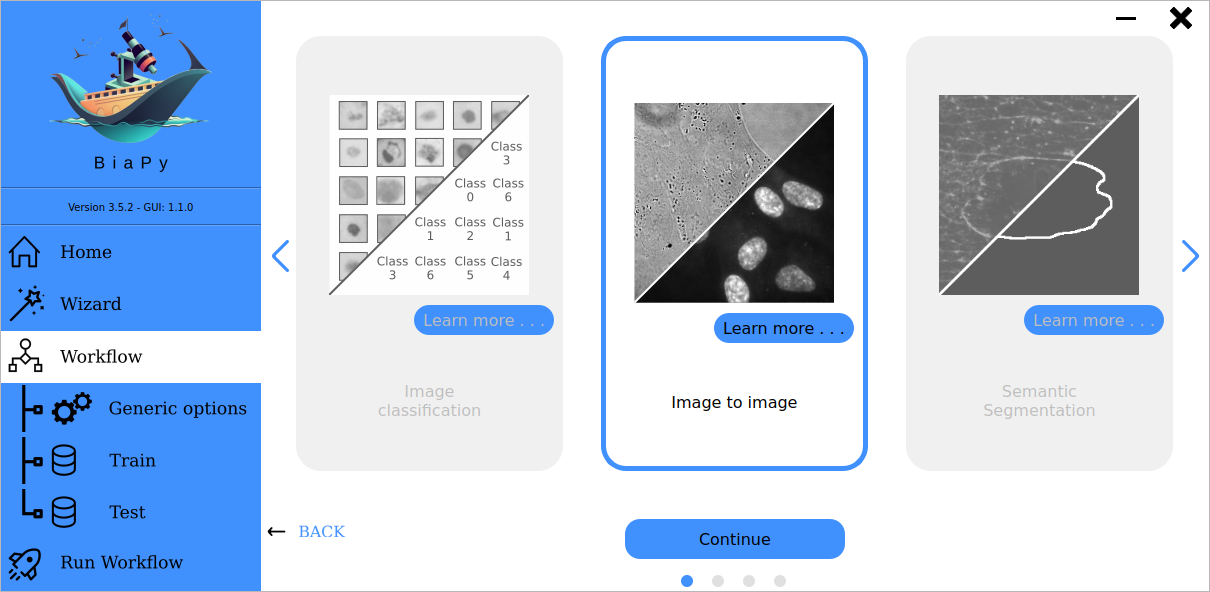 BiaPy
Version 3.5.2 - GUI: 1.1.0
Home
Wizard
Workflow
Generic options
Train
Test
Run Workflow
Class
3
Class Class
0 6
Class Class Class
1 2 1
Class Class Class Class
3 6 5 4
Learn more . . .
Image
classification
Learn more . . .
Image to image
Learn more . . .
Semantic
Segmentation
BACK
Continue